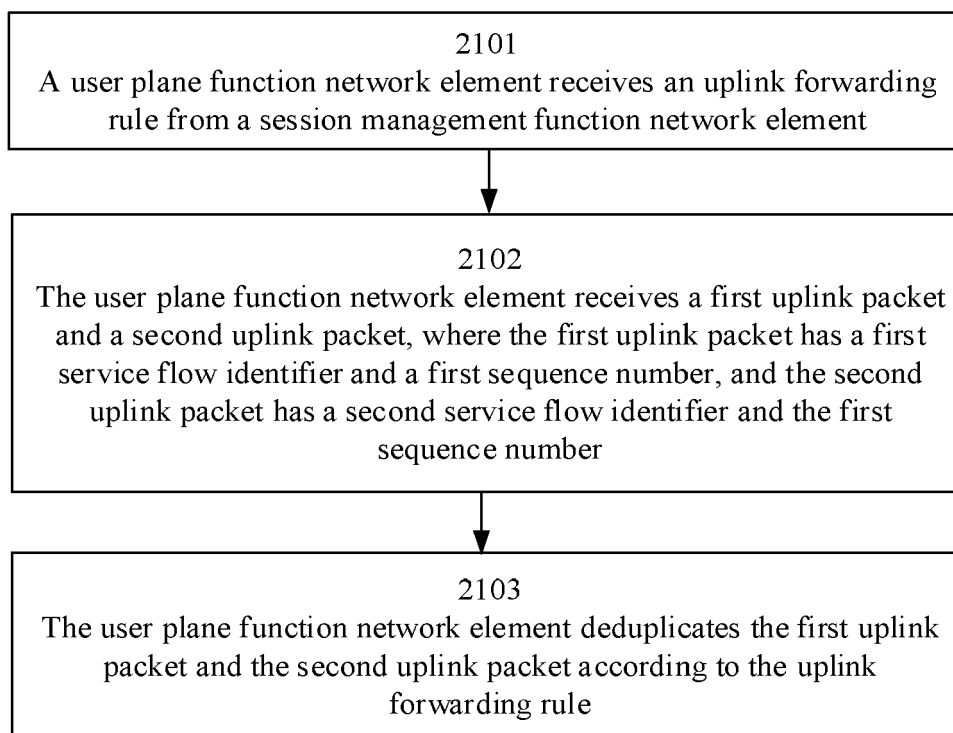 2101
A user plane function network element receives an uplink forwarding
rule from a session management function network element
2102
The user plane function network element receives a first uplink packet
and a second uplink packet, where the first uplink packet has a first
service flow identifier and a first sequence number, and the second
uplink packet has a second service flow identifier and the first
sequence number
2103
The user plane function network element deduplicates the first uplink
packet and the second uplink packet according to the uplink
forwarding rule